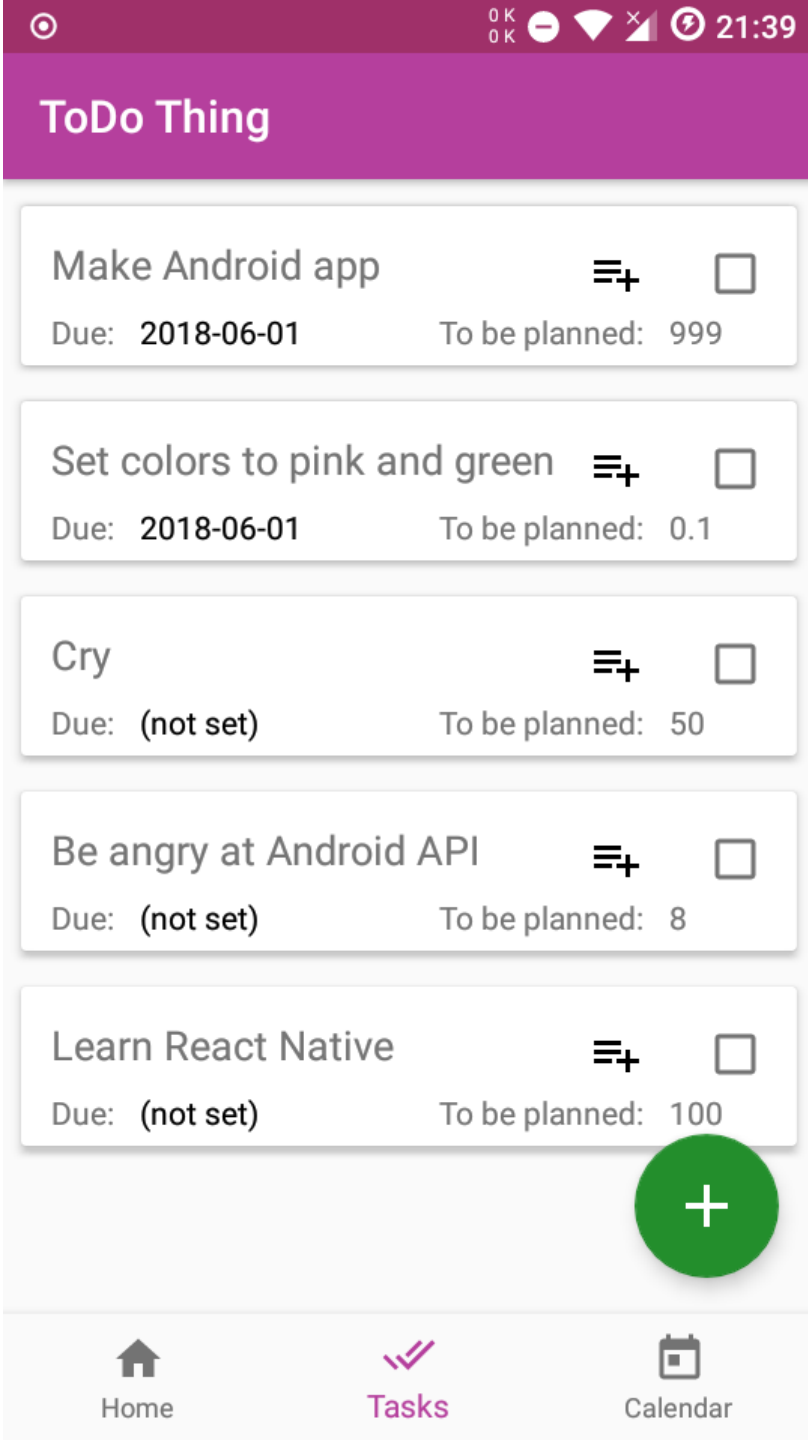 0 K
0 K
21:39
ToDo Thing
Make Android app
Due: 2018-06-01 To be planned: 999
Set colors to pink and green
Due: 2018-06-01 To be planned: 0.1
Cry
Due: (not set) To be planned: 50
Be angry at Android API
Due: (not set) To be planned: 8
Learn React Native
Due: (not set) To be planned: 100
Home Tasks Calendar